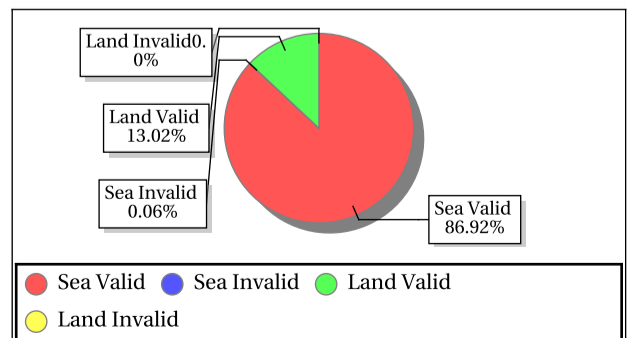 Land Invalid0.
0%
Land Valid
13.02%
Sea Invalid
0.06%
Sea Valid
86.92%
Sea Valid Sea Invalid Land Valid
Land Invalid